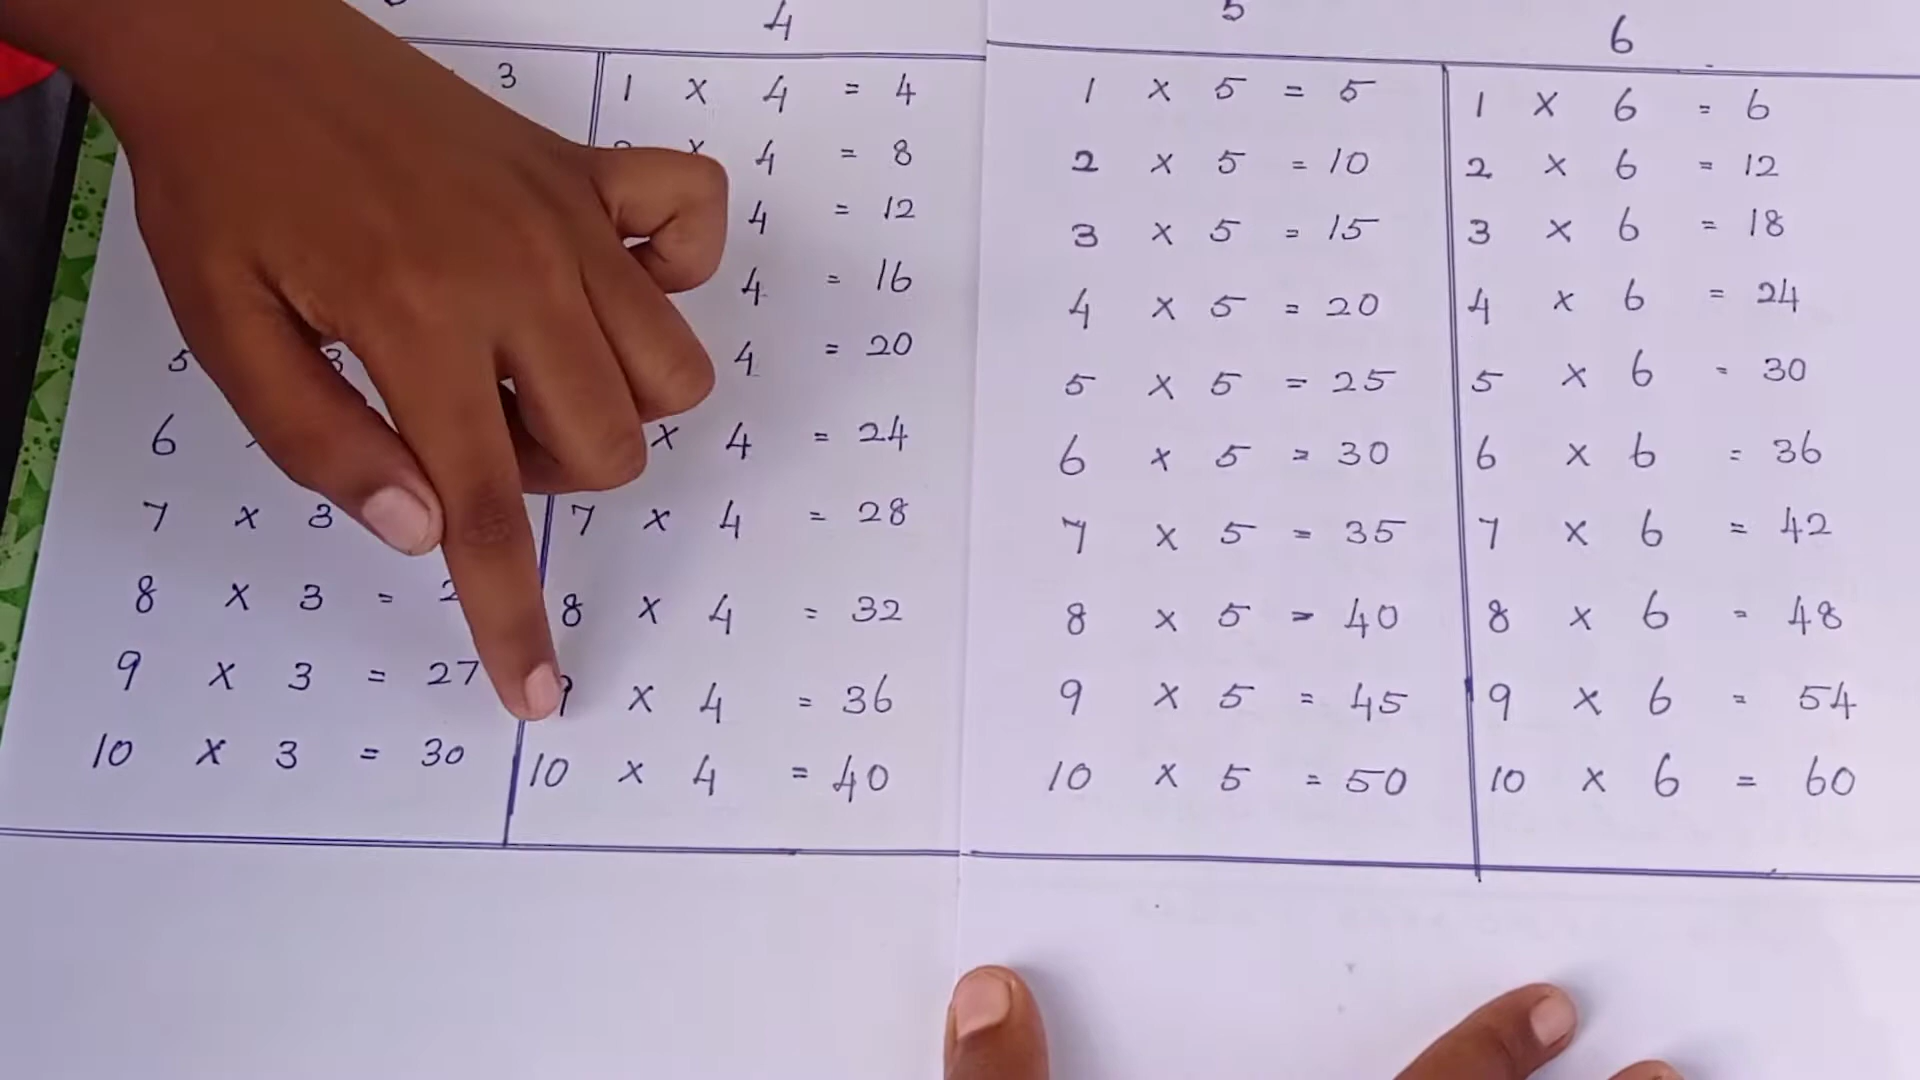 4
3
1 x 4 = 4
x 4 = 8
4 = 12
4 = 16
5 3
4 = 20
6
x 4 = 24
7 x 3
7 x 4 = 28
8 x 3 = 2
8 x 4 = 32
9 x 3 = 27
9 x 4 = 36
10 x 3 = 30
10 x 4 = 40
5
1 x 5 = 5
2 x 5 = 10
3 x 5 = 15
4 x 5 = 20
5 x 5 = 25
6 x 5 = 30
7 x 5 = 35
8 x 5 = 40
9 x 5 = 45
10 x 5 = 50
6
1 x 6 = 6
2 x 6 = 12
3 x 6 = 18
4 x 6 = 24
5 x 6 = 30
6 x 6 = 36
7 x 6 = 42
8 x 6 = 48
9 x 6 = 54
10 x 6 = 60